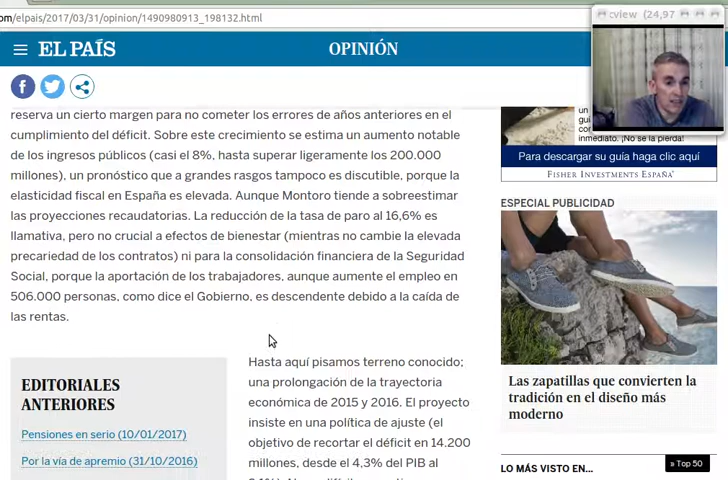 om/elpais/2017/03/31/opinion/1490980913_198132.html
cview (24,97
EL PAÍS
OPINIÓN
reserva un cierto margen para no cometer los errores de años anteriores en el
cumplimiento del déficit. Sobre este crecimiento se estima un aumento notable
de los ingresos públicos (casi el 8%, hasta superar ligeramente los 200.000
millones), un pronóstico que a grandes rasgos tampoco es discutible, porque la
elasticidad fiscal en España es elevada. Aunque Montoro tiende a sobreestimar
las proyecciones recaudatorias. La reducción de la tasa de paro al 16,6% es
llamativa, pero no crucial a efectos de bienestar (mientras no cambie la elevada
precariedad de los contratos) ni para la consolidación financiera de la Seguridad
Social, porque la aportación de los trabajadores, aunque aumente el empleo en
506.000 personas, como dice el Gobierno, es descendente debido a la caída de
las rentas.
EDITORIALES
ANTERIORES
Pensiones en serio (10/01/2017)
Por la vía de apremio (31/10/2016)
Hasta aquí pisamos terreno conocido;
una prolongación de la trayectoria
económica de 2015 y 2016. El proyecto
insiste en una política de ajuste (el
objetivo de recortar el déficit en 14.200
millones, desde el 4,3% del PIB al
un
gui
co
inmediato. ¡No se la pierda!
Para descargar su guía haga clic aquí
FISHER INVESTMENTS ESPAÑA
ESPECIAL PUBLICIDAD
Las zapatillas que convierten la
tradición en el diseño más
moderno
LO MÁS VISTO EN...
» Top 50